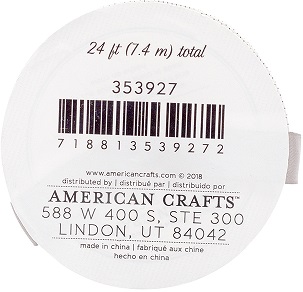 24 ft (7.4 m) total
353927
718813539272
www.americancrafts.com © 2018
distributed by | distribué par | distribuido por
AMERICAN CRAFTS™
588 W 400 S, STE 300
LINDON, UT 84042
made in china | fabriqué aux chine
hecho en china